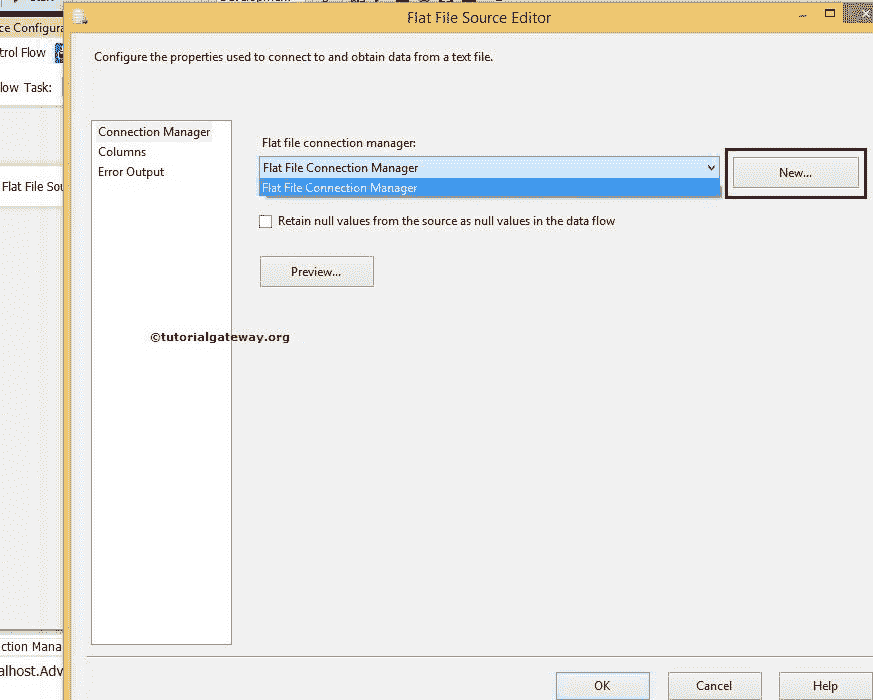 Flat File Source Editor
ce Configura
trol Flow
low Task:
Flat File Sou
ction Mana
alhost.Adv
Configure the properties used to connect to and obtain data from a text file.
Connection Manager
Columns
Error Output
Flat file connection manager:
Flat File Connection Manager
Flat File Connection Manager
New...
Retain null values from the source as null values in the data flow
Preview...
©tutorialgateway.org
OK Cancel Help